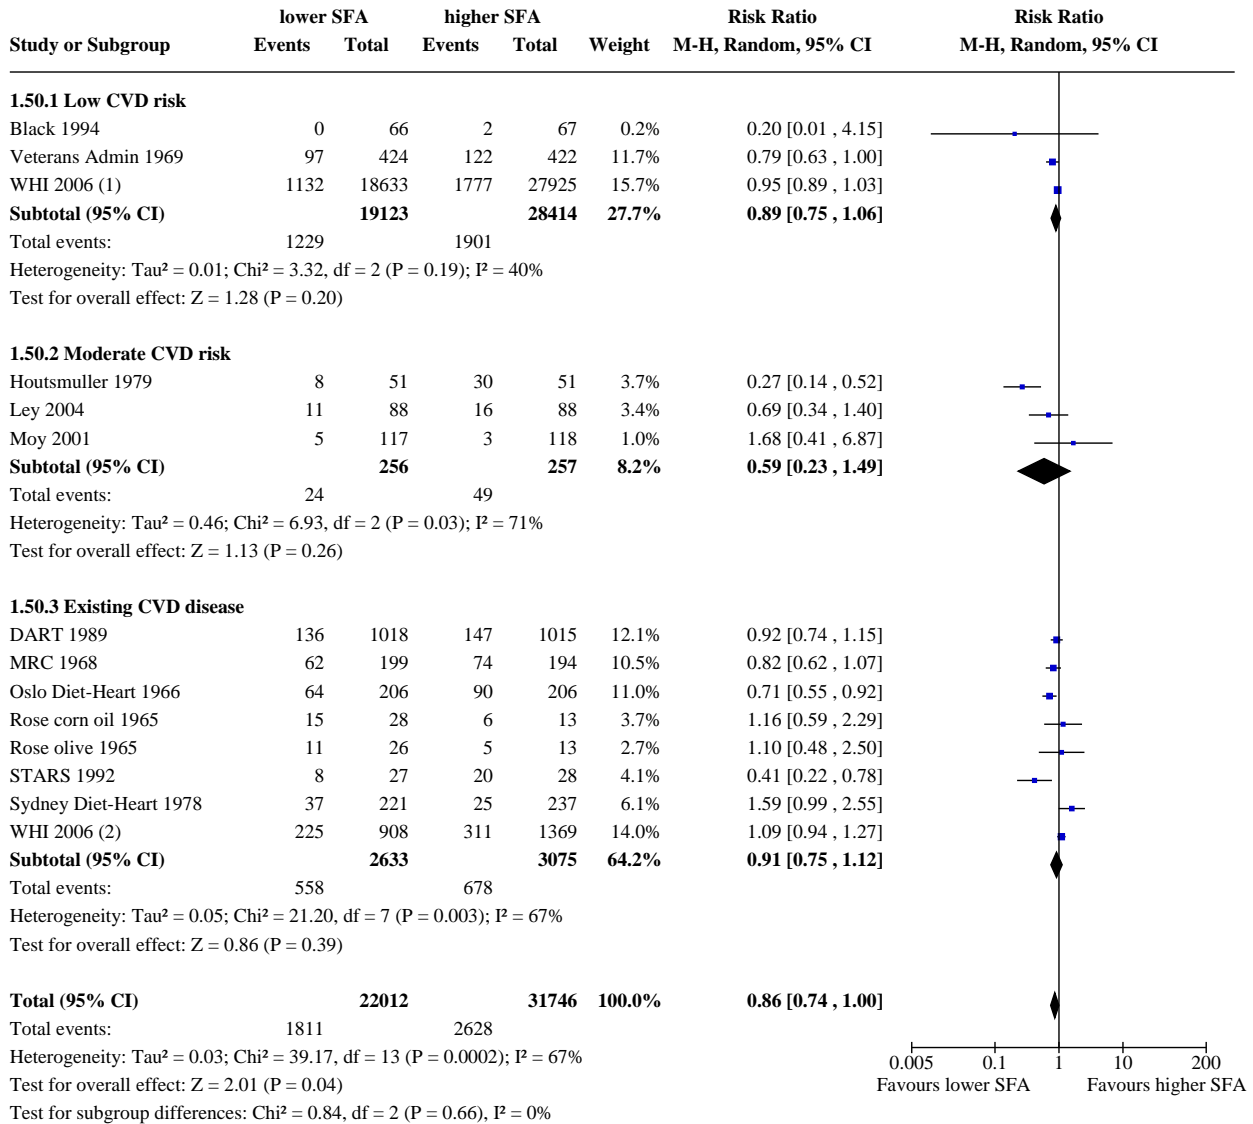 lower SFA higher SFA Risk Ratio Risk Ratio
Study or Subgroup Events Total Events Total Weight M-H, Random, 95% CI M-H, Random, 95% CI
1.50.1 Low CVD risk
Black 1994 0 66 2 67 0.2% 0.20 [0.01 , 4.15]
Veterans Admin 1969 97 424 122 422 11.7% 0.79 [0.63 , 1.00]
WHI 2006 (1) 1132 18633 1777 27925 15.7% 0.95 [0.89 , 1.03]
Subtotal (95% CI) 19123 28414 27.7% 0.89 [0.75 , 1.06]
Total events: 1229 1901
Heterogeneity: Tau² = 0.01; Chi² = 3.32, df = 2 (P = 0.19); I² = 40%
Test for overall effect: Z = 1.28 (P = 0.20)
1.50.2 Moderate CVD risk
Houtsmuller 1979 8 51 30 51 3.7% 0.27 [0.14 , 0.52]
Ley 2004 11 88 16 88 3.4% 0.69 [0.34 , 1.40]
Moy 2001 5 117 3 118 1.0% 1.68 [0.41 , 6.87]
Subtotal (95% CI) 256 257 8.2% 0.59 [0.23 , 1.49]
Total events: 24 49
Heterogeneity: Tau² = 0.46; Chi² = 6.93, df = 2 (P = 0.03); I² = 71%
Test for overall effect: Z = 1.13 (P = 0.26)
1.50.3 Existing CVD disease
DART 1989 136 1018 147 1015 12.1% 0.92 [0.74 , 1.15]
MRC 1968 62 199 74 194 10.5% 0.82 [0.62 , 1.07]
Oslo Diet-Heart 1966 64 206 90 206 11.0% 0.71 [0.55 , 0.92]
Rose corn oil 1965 15 28 6 13 3.7% 1.16 [0.59 , 2.29]
Rose olive 1965 11 26 5 13 2.7% 1.10 [0.48 , 2.50]
STARS 1992 8 27 20 28 4.1% 0.41 [0.22 , 0.78]
Sydney Diet-Heart 1978 37 221 25 237 6.1% 1.59 [0.99 , 2.55]
WHI 2006 (2) 225 908 311 1369 14.0% 1.09 [0.94 , 1.27]
Subtotal (95% CI) 2633 3075 64.2% 0.91 [0.75 , 1.12]
Total events: 558 678
Heterogeneity: Tau² = 0.05; Chi² = 21.20, df = 7 (P = 0.003); I² = 67%
Test for overall effect: Z = 0.86 (P = 0.39)
Total (95% CI) 22012 31746 100.0% 0.86 [0.74 , 1.00]
Total events: 1811 2628
Heterogeneity: Tau² = 0.03; Chi² = 39.17, df = 13 (P = 0.0002); I² = 67%
0.005 0.1 1 10 200
Test for overall effect: Z = 2.01 (P = 0.04)
Favours lower SFA Favours higher SFA
Test for subgroup differences: Chi² = 0.84, df = 2 (P = 0.66), I² = 0%